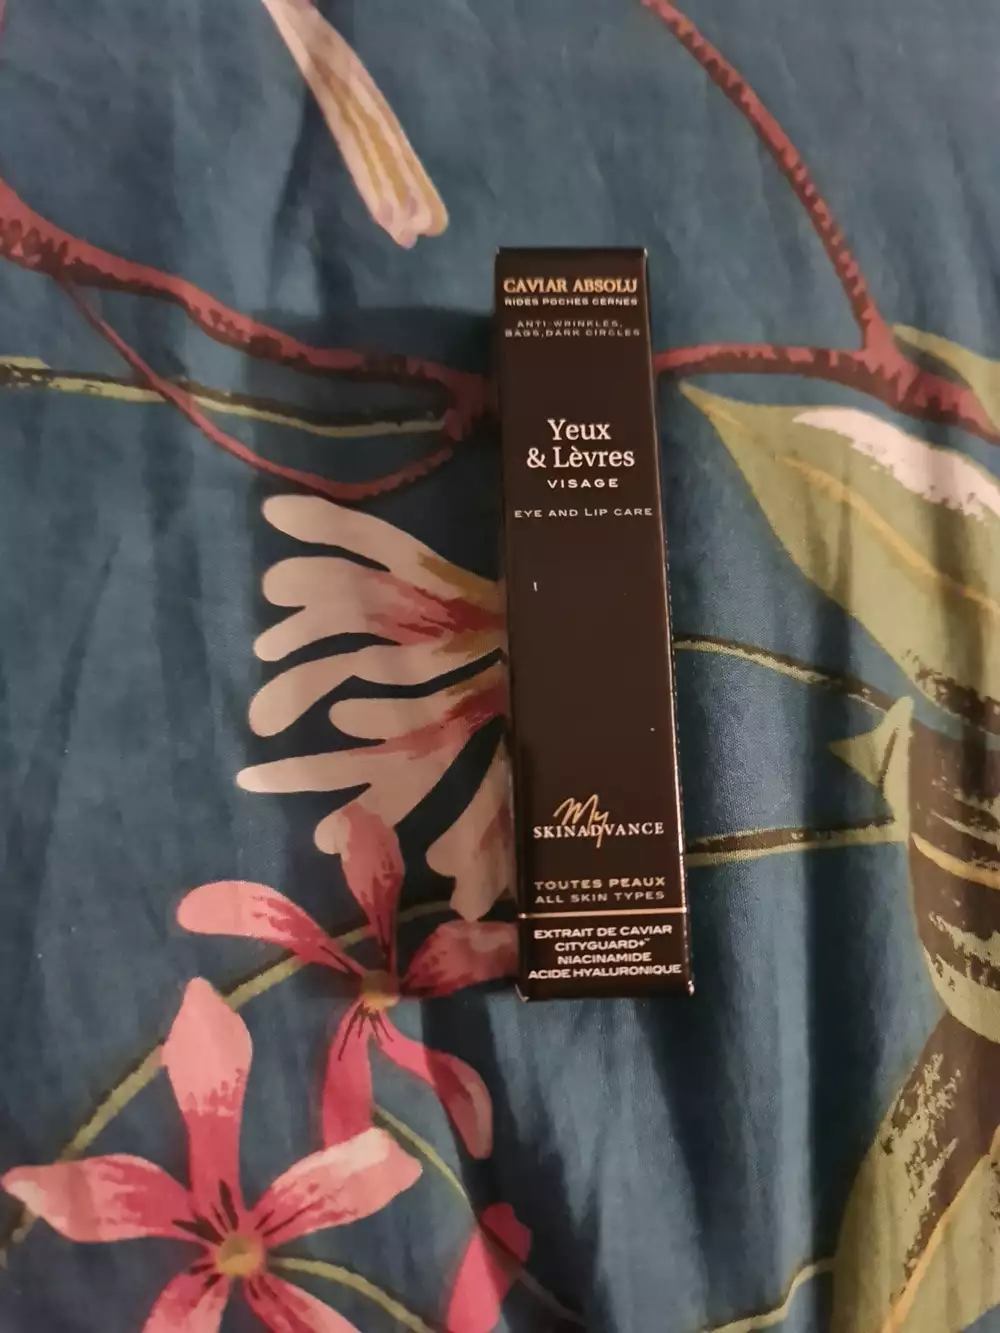 CAVIAR ABSOLU
RIDES POCHES CERNES
ANTI-WRINKLES,
BAGS, DARK CIRCLES
Yeux
& Lèvres
VISAGE
EYE AND LIP CARE
My
SKINADVANCE
TOUTES PEAUX
ALL SKIN TYPES
EXTRAIT DE CAVIAR
CITYGUARD+™
NIACINAMIDE
ACIDE HYALURONIQUE